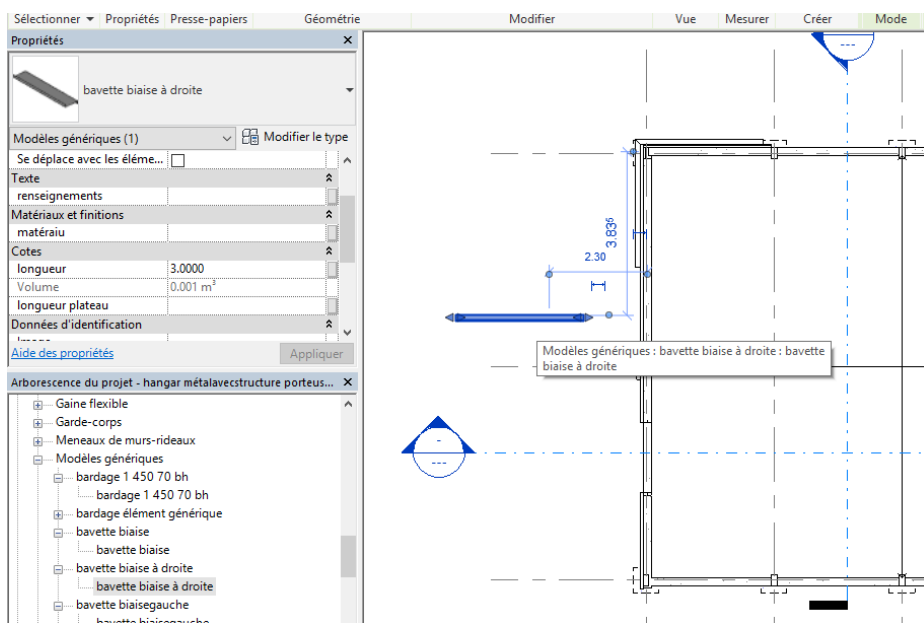 Sélectionner ▾ Propriétés Presse-papiers Géométrie Modifier Vue Mesurer Créer Mode
Propriétés
bavette biaise à droite
Modèles génériques (1) Modifier le type
Se déplace avec les éléme...
Texte
renseignements
Matériaux et finitions
matéraiu
Cotes
longueur 3.0000
Volume 0.001 m³
longueur plateau
Données d'identification
Image
Aide des propriétés Appliquer
Arborescence du projet - hangar métalavecstructure porteus...
Gaine flexible
Garde-corps
Meneaux de murs-rideaux
Modèles génériques
bardage 1 450 70 bh
bardage 1 450 70 bh
bardage élément générique
bavette biaise
bavette biaise
bavette biaise à droite
bavette biaise à droite
bavette biaisegauche
bavette biaisegauche
---
3.83⁵
2.30
Modèles génériques : bavette biaise à droite : bavette
biaise à droite
-
---